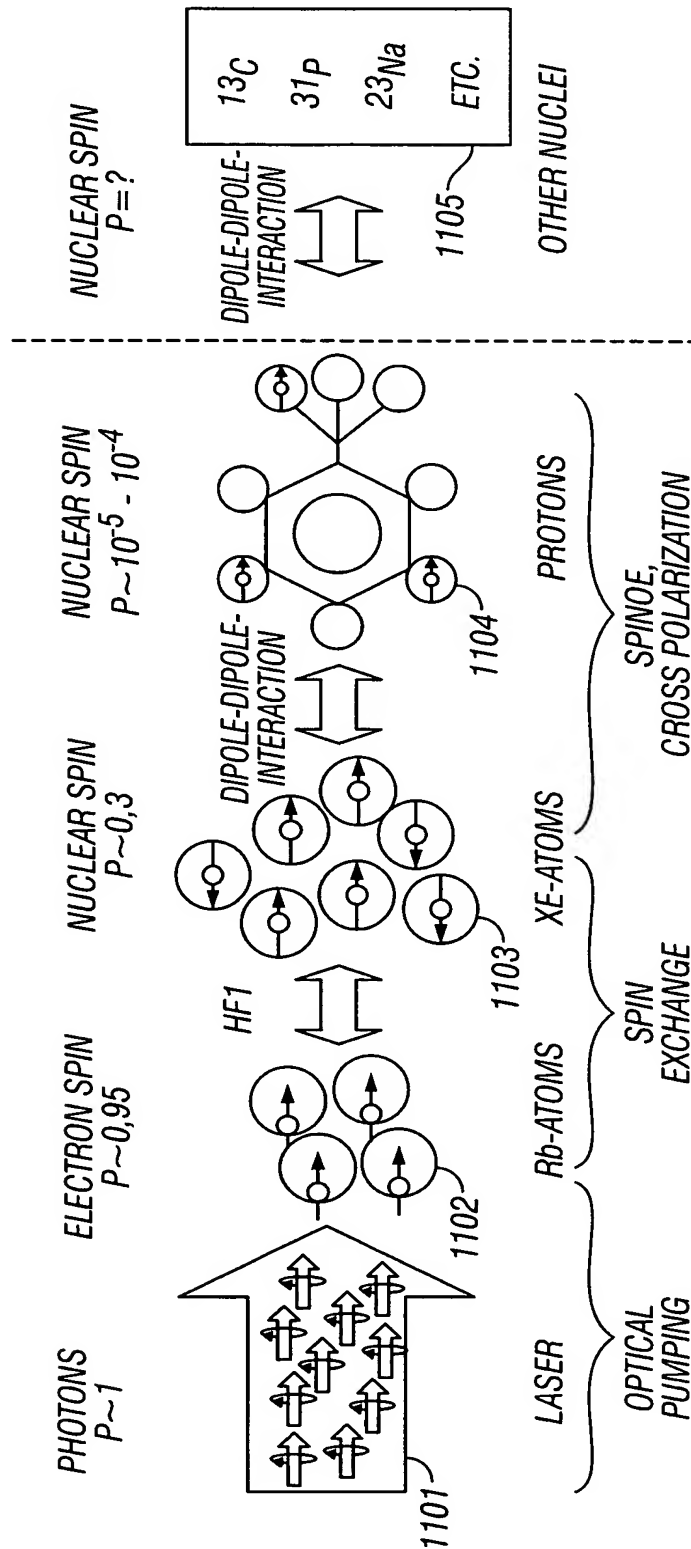 PHOTONS
P~1
ELECTRON SPIN
P~0,95
NUCLEAR SPIN
P~0,3
NUCLEAR SPIN
P~10-5 - 10-4
NUCLEAR SPIN
P=?
HF1
DIPOLE-DIPOLE-
INTERACTION
DIPOLE-DIPOLE-
INTERACTION
13C
31P
23Na
ETC.
1101
1102
1103
1104
1105
LASER
Rb-ATOMS
XE-ATOMS
PROTONS
OTHER NUCLEI
OPTICAL
PUMPING
SPIN
EXCHANGE
SPINOE,
CROSS POLARIZATION